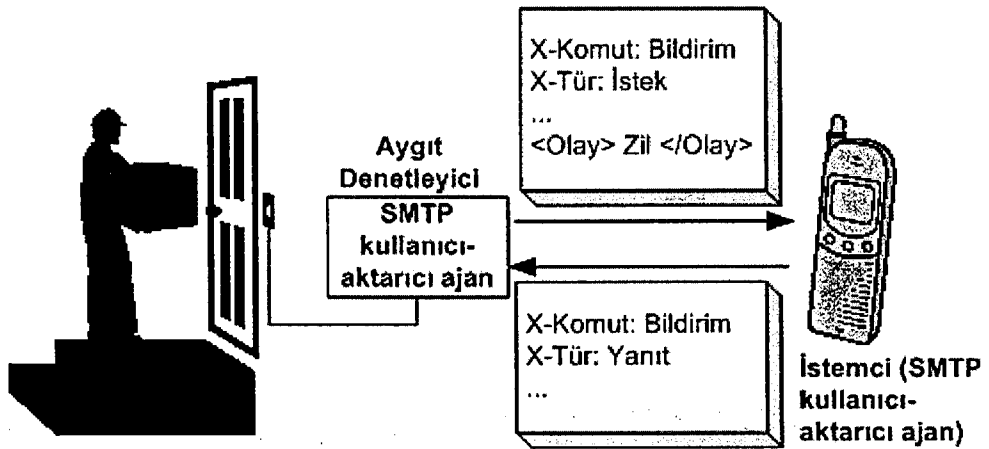 X-Komut: Bildirim
X-Tür: İstek
...
<Olay> Zil </Olay>
Aygıt
Denetleyici
SMTP
kullanıcı-
aktarıcı ajan
X-Komut: Bildirim
X-Tür: Yanıt
...
İstemci (SMTP
kullanıcı-
aktarıcı ajan)